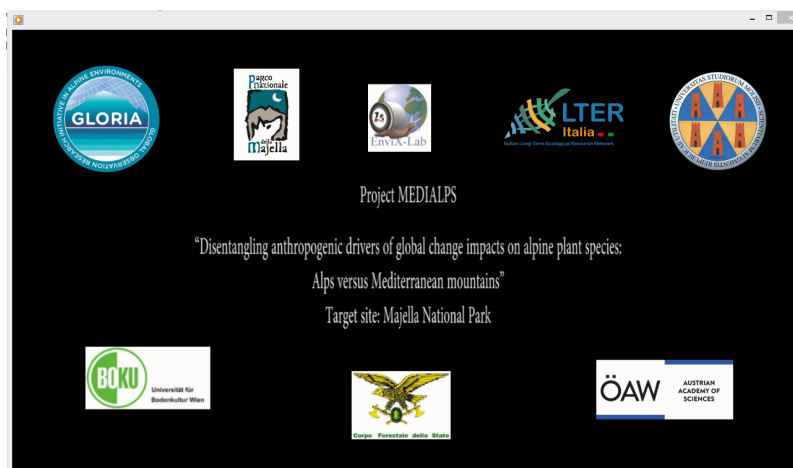 GLOBAL OBSERVATION RESEARCH INITIATIVE IN ALPINE ENVIRONMENTS
GLORIA
Parco
nazionale
della
Majella
EnviX-Lab
LTER
Italia
Italian Long-Term Ecological Research Network
UNIVERSITAS STUDIORUM MOLISII
Project MEDIALPS
“Disentangling anthropogenic drivers of global change impacts on alpine plant species:
Alps versus Mediterranean mountains”
Target site: Majella National Park
BOKU
Universität für
Bodenkultur Wien
Corpo Forestale dello Stato
ÖAW
AUSTRIAN
ACADEMY OF
SCIENCES